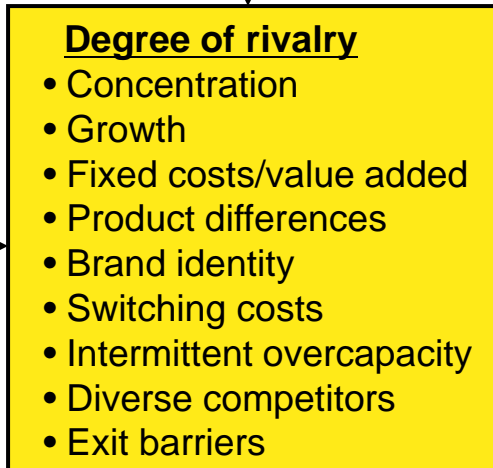 Degree of rivalry
• Concentration
• Growth
• Fixed costs/value added
• Product differences
• Brand identity
• Switching costs
• Intermittent overcapacity
• Diverse competitors
• Exit barriers